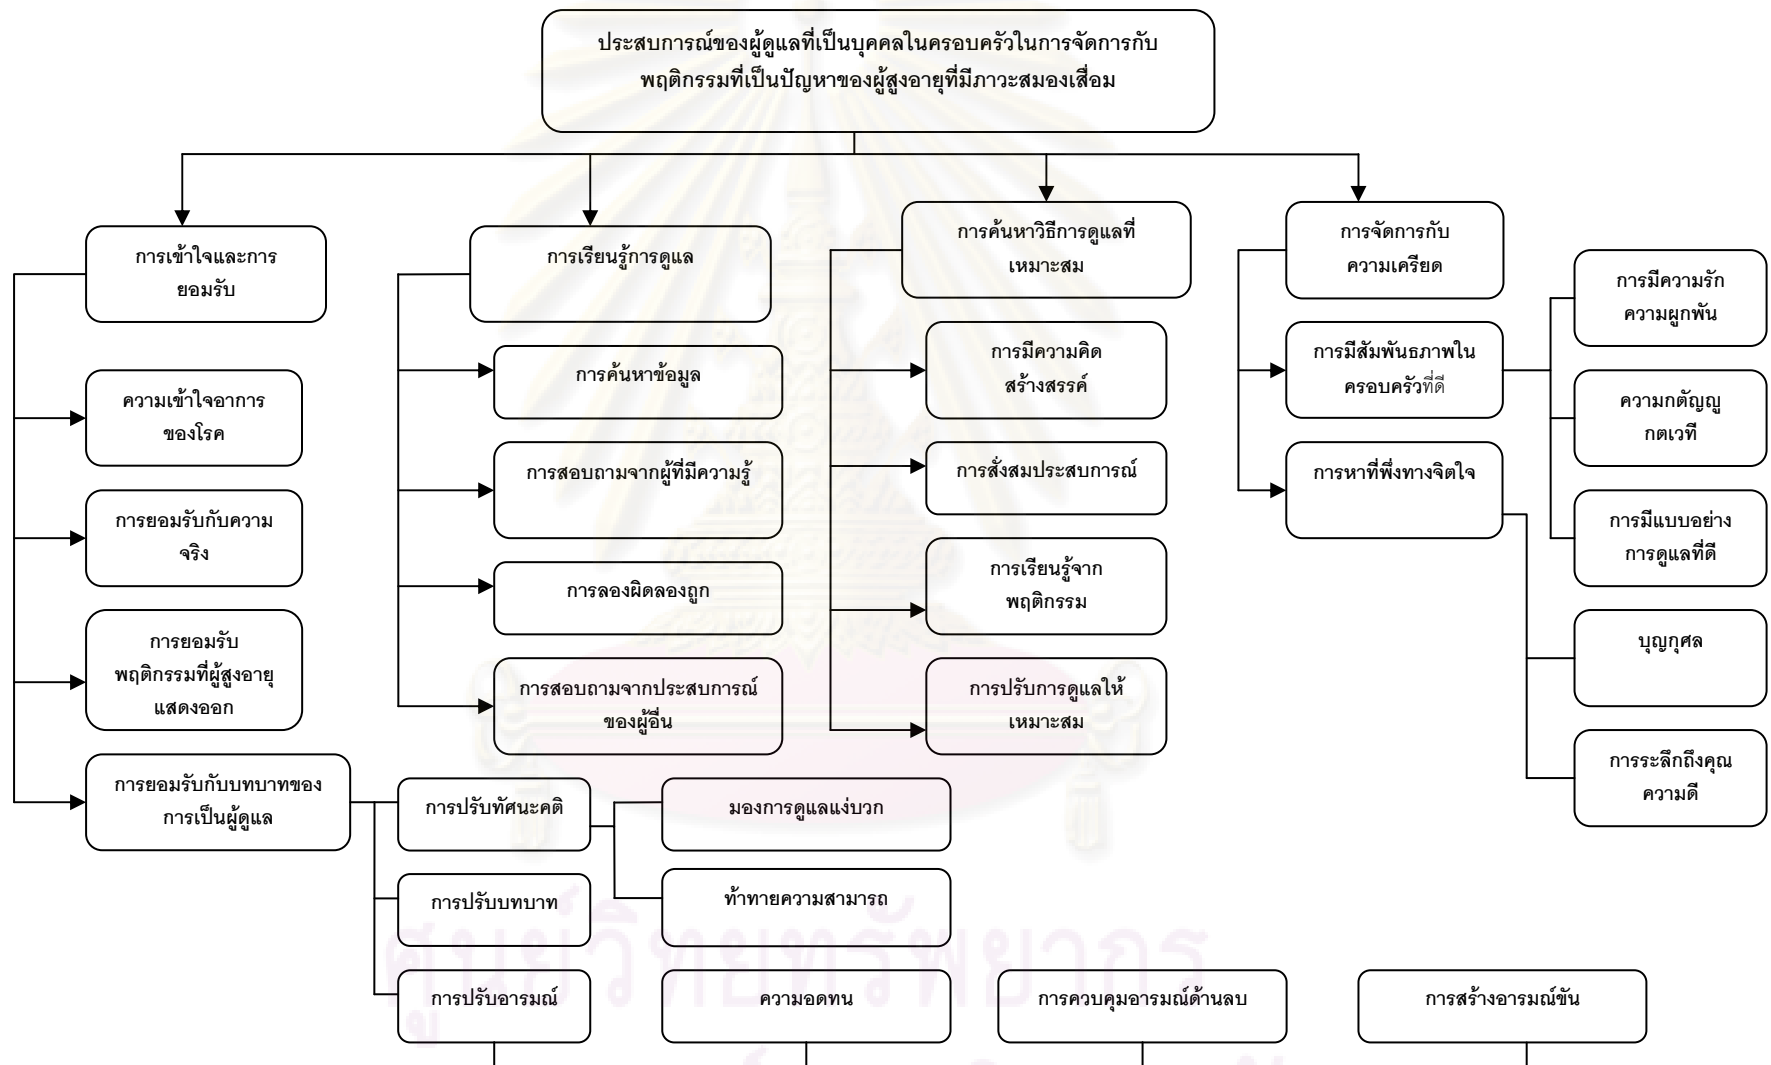 ประสบการณ์ของผู้ดูแลที่เป็นบุคคลในครอบครัวในการจัดการกับ
พฤติกรรมที่เป็นปัญหาของผู้สูงอายุที่มีภาวะสมองเสื่อม
การเข้าใจและการ
ยอมรับ
ความเข้าใจอาการ
ของโรค
การยอมรับกับความ
จริง
การยอมรับ
พฤติกรรมที่ผู้สูงอายุ
แสดงออก
การยอมรับกับบทบาทของ
การเป็นผู้ดูแล
การปรับทัศนะคติ
มองการดูแลแง่บวก
ท้าทายความสามารถ
การปรับบทบาท
การปรับอารมณ์
ความอดทน
การควบคุมอารมณ์ด้านลบ
การสร้างอารมณ์ขัน
การเรียนรู้การดูแล
การค้นหาข้อมูล
การสอบถามจากผู้ที่มีความรู้
การลองผิดลองถูก
การสอบถามจากประสบการณ์
ของผู้อื่น
การค้นหาวิธีการดูแลที่
เหมาะสม
การมีความคิด
สร้างสรรค์
การสั่งสมประสบการณ์
การเรียนรู้จาก
พฤติกรรม
การปรับการดูแลให้
เหมาะสม
การจัดการกับ
ความเครียด
การมีสัมพันธภาพใน
ครอบครัวที่ดี
การหาที่พึ่งทางจิตใจ
การมีความรัก
ความผูกพัน
ความกตัญญู
กตเวที
การมีแบบอย่าง
การดูแลที่ดี
บุญกุศล
การระลึกถึงคุณ
ความดี
ศูนย์วิทยทรัพยากร